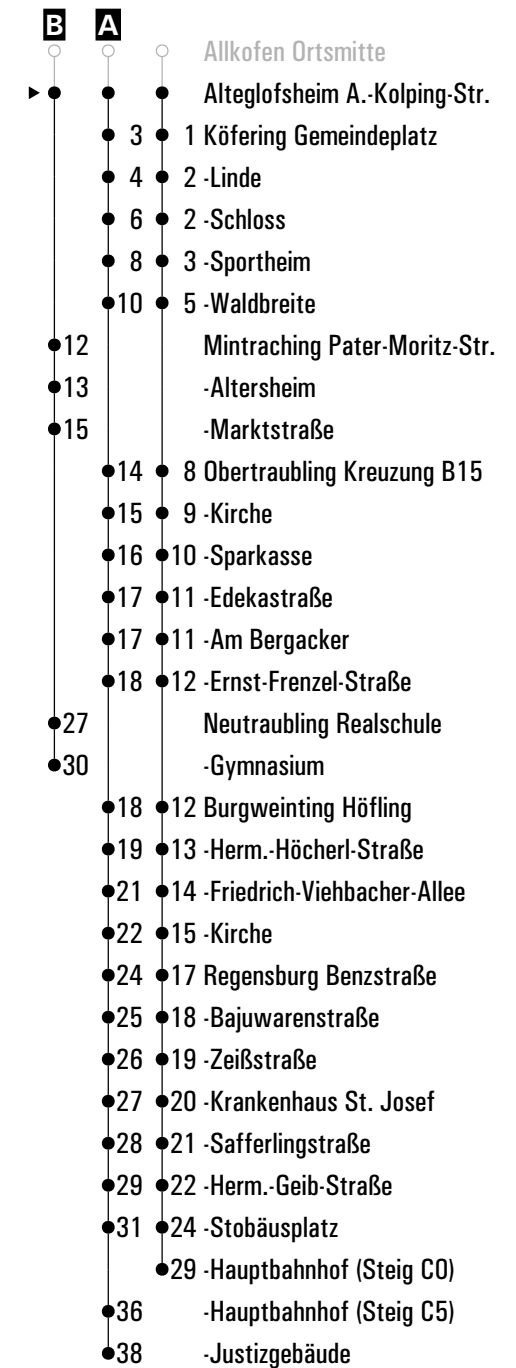 B A
Allkofen Ortsmitte
Alteglofsheim A.-Kolping-Str.
3 1 Köfering Gemeindeplatz
4 2 -Linde
6 2 -Schloss
8 3 -Sportheim
10 5 -Waldbreite
12 Mintraching Pater-Moritz-Str.
13 -Altersheim
15 -Marktstraße
14 8 Obertraubling Kreuzung B15
15 9 -Kirche
16 10 -Sparkasse
17 11 -Edekastraße
17 11 -Am Bergacker
18 12 -Ernst-Frenzel-Straße
27 Neutraubling Realschule
30 -Gymnasium
18 12 Burgweinting Höfling
19 13 -Herm.-Höcherl-Straße
21 14 -Friedrich-Viehbacher-Allee
22 15 -Kirche
24 17 Regensburg Benzstraße
25 18 -Bajuwarenstraße
26 19 -Zeißstraße
27 20 -Krankenhaus St. Josef
28 21 -Safferlingstraße
29 22 -Herm.-Geib-Straße
31 24 -Stobäusplatz
29 -Hauptbahnhof (Steig C0)
36 -Hauptbahnhof (Steig C5)
38 -Justizgebäude